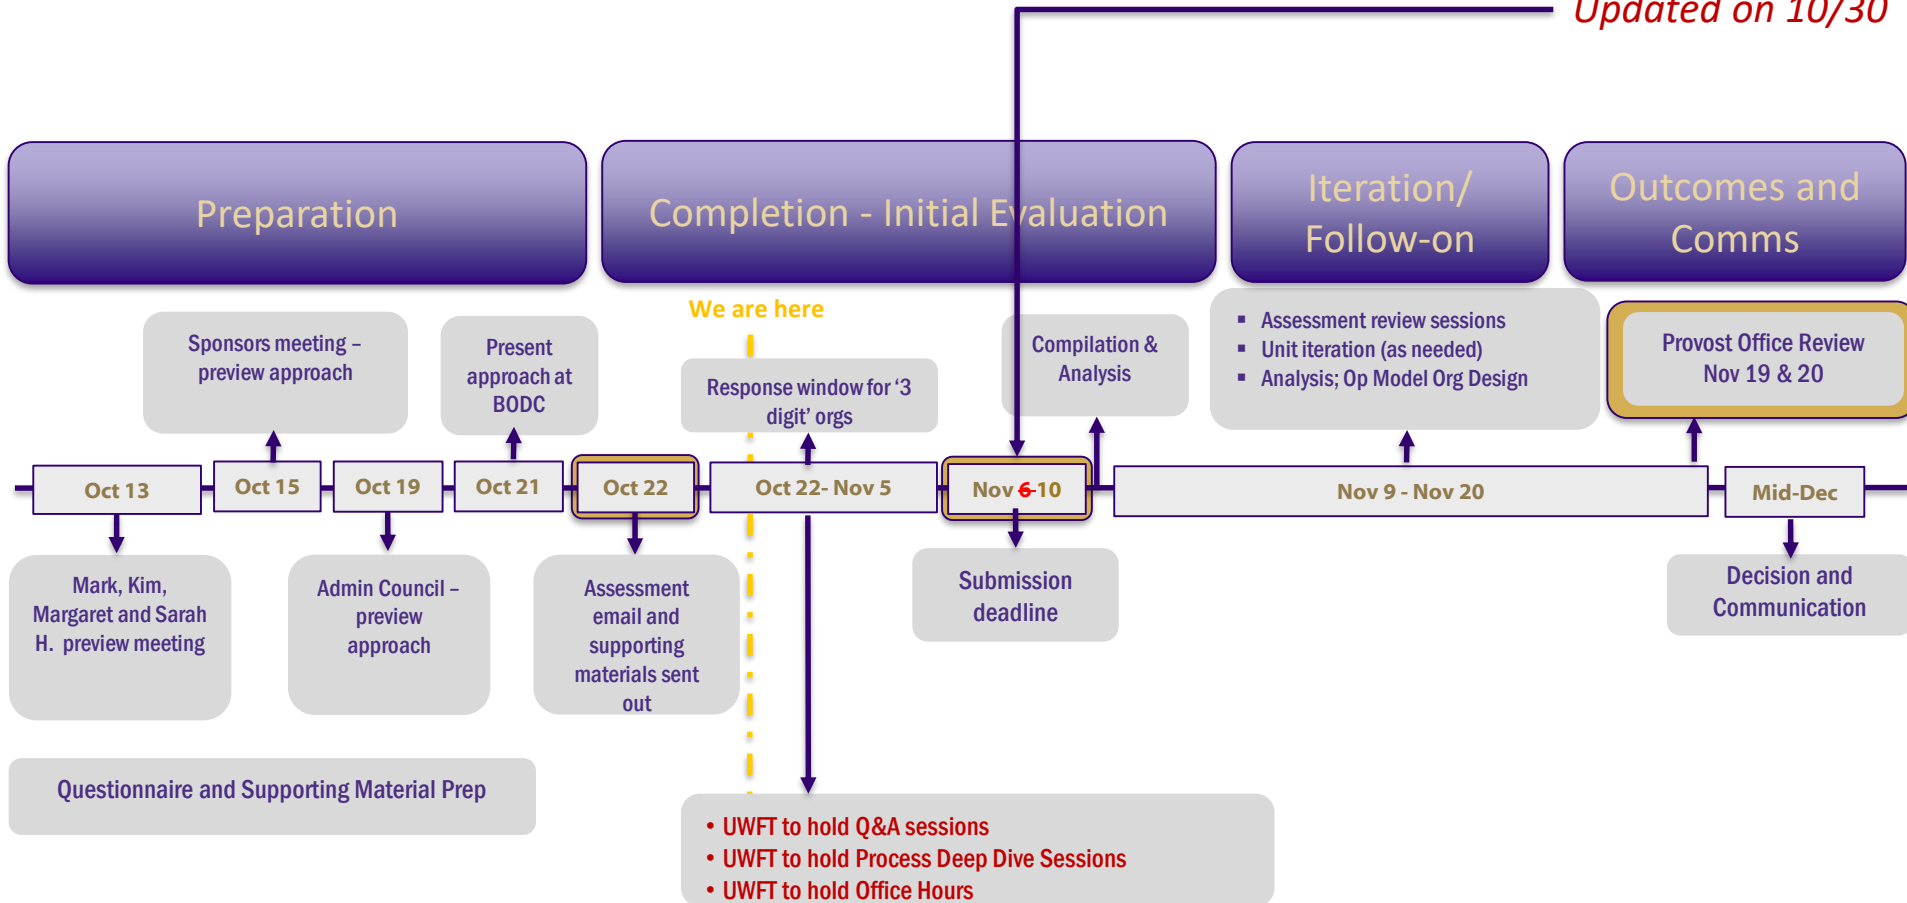 Updated on 10/30
Preparation
Completion - Initial Evaluation
Iteration/
Follow-on
Outcomes and
Comms
We are here
Sponsors meeting –
preview approach
Present
approach at
BODC
Response window for ‘3
digit’ orgs
Compilation &
Analysis
▪ Assessment review sessions
▪ Unit iteration (as needed)
▪ Analysis; Op Model Org Design
Provost Office Review
Nov 19 & 20
Oct 13
Oct 15
Oct 19
Oct 21
Oct 22
Oct 22- Nov 5
Nov 6 10
Nov 9 - Nov 20
Mid-Dec
Mark, Kim,
Margaret and Sarah
H. preview meeting
Admin Council –
preview
approach
Assessment
email and
supporting
materials sent
out
Submission
deadline
Decision and
Communication
Questionnaire and Supporting Material Prep
• UWFT to hold Q&A sessions
• UWFT to hold Process Deep Dive Sessions
• UWFT to hold Office Hours